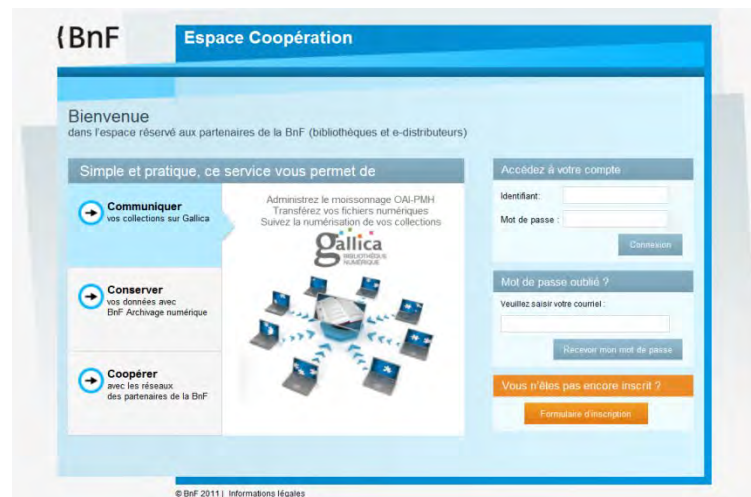 (BnF
Espace Coopération
Bienvenue
dans l'espace réservé aux partenaires de la BnF (bibliothèques et e-distributeurs)
Simple et pratique, ce service vous permet de
Communiquer
vos collections sur Gallica
Conserver
vos données avec
BnF Archivage numérique
Coopérer
avec les réseaux
des partenaires de la BnF
Administrez le moissonnage OAI-PMH
Transférez vos fichiers numériques
Suivez la numérisation de vos collections
gallica
BIBLIOTHÈQUE
NUMÉRIQUE
Accédez à votre compte
Identifiant:
Mot de passe :
Connexion
Mot de passe oublié ?
Veuillez saisir votre courriel :
Recevoir mon mot de passe
Vous n'êtes pas encore inscrit ?
Formulaire d'inscription
© BnF 2011 | Informations légales